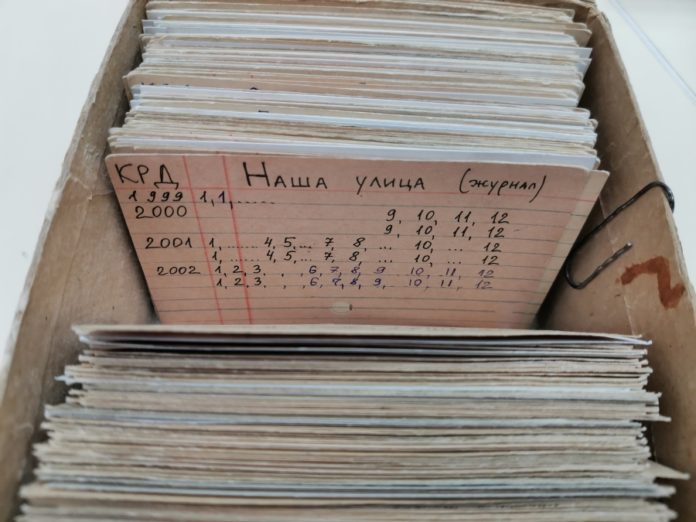 КРД Наша улица (журнал)
1999 1,1,......
2000 9, 10, 11, 12
9, 10, 11, 12
2001 1, ...... 4, 5, ... 7, 8, ... 10, ... 12
1, ...... 4, 5, ... 7, 8, ... 10, ... 12
2002 1, 2, 3. , , 6, 7, 8, 9 .. 10, .. 11, 12
1, 2, 3. , , 6, 7, 8, 9, .. 10, .. 11, 12
2